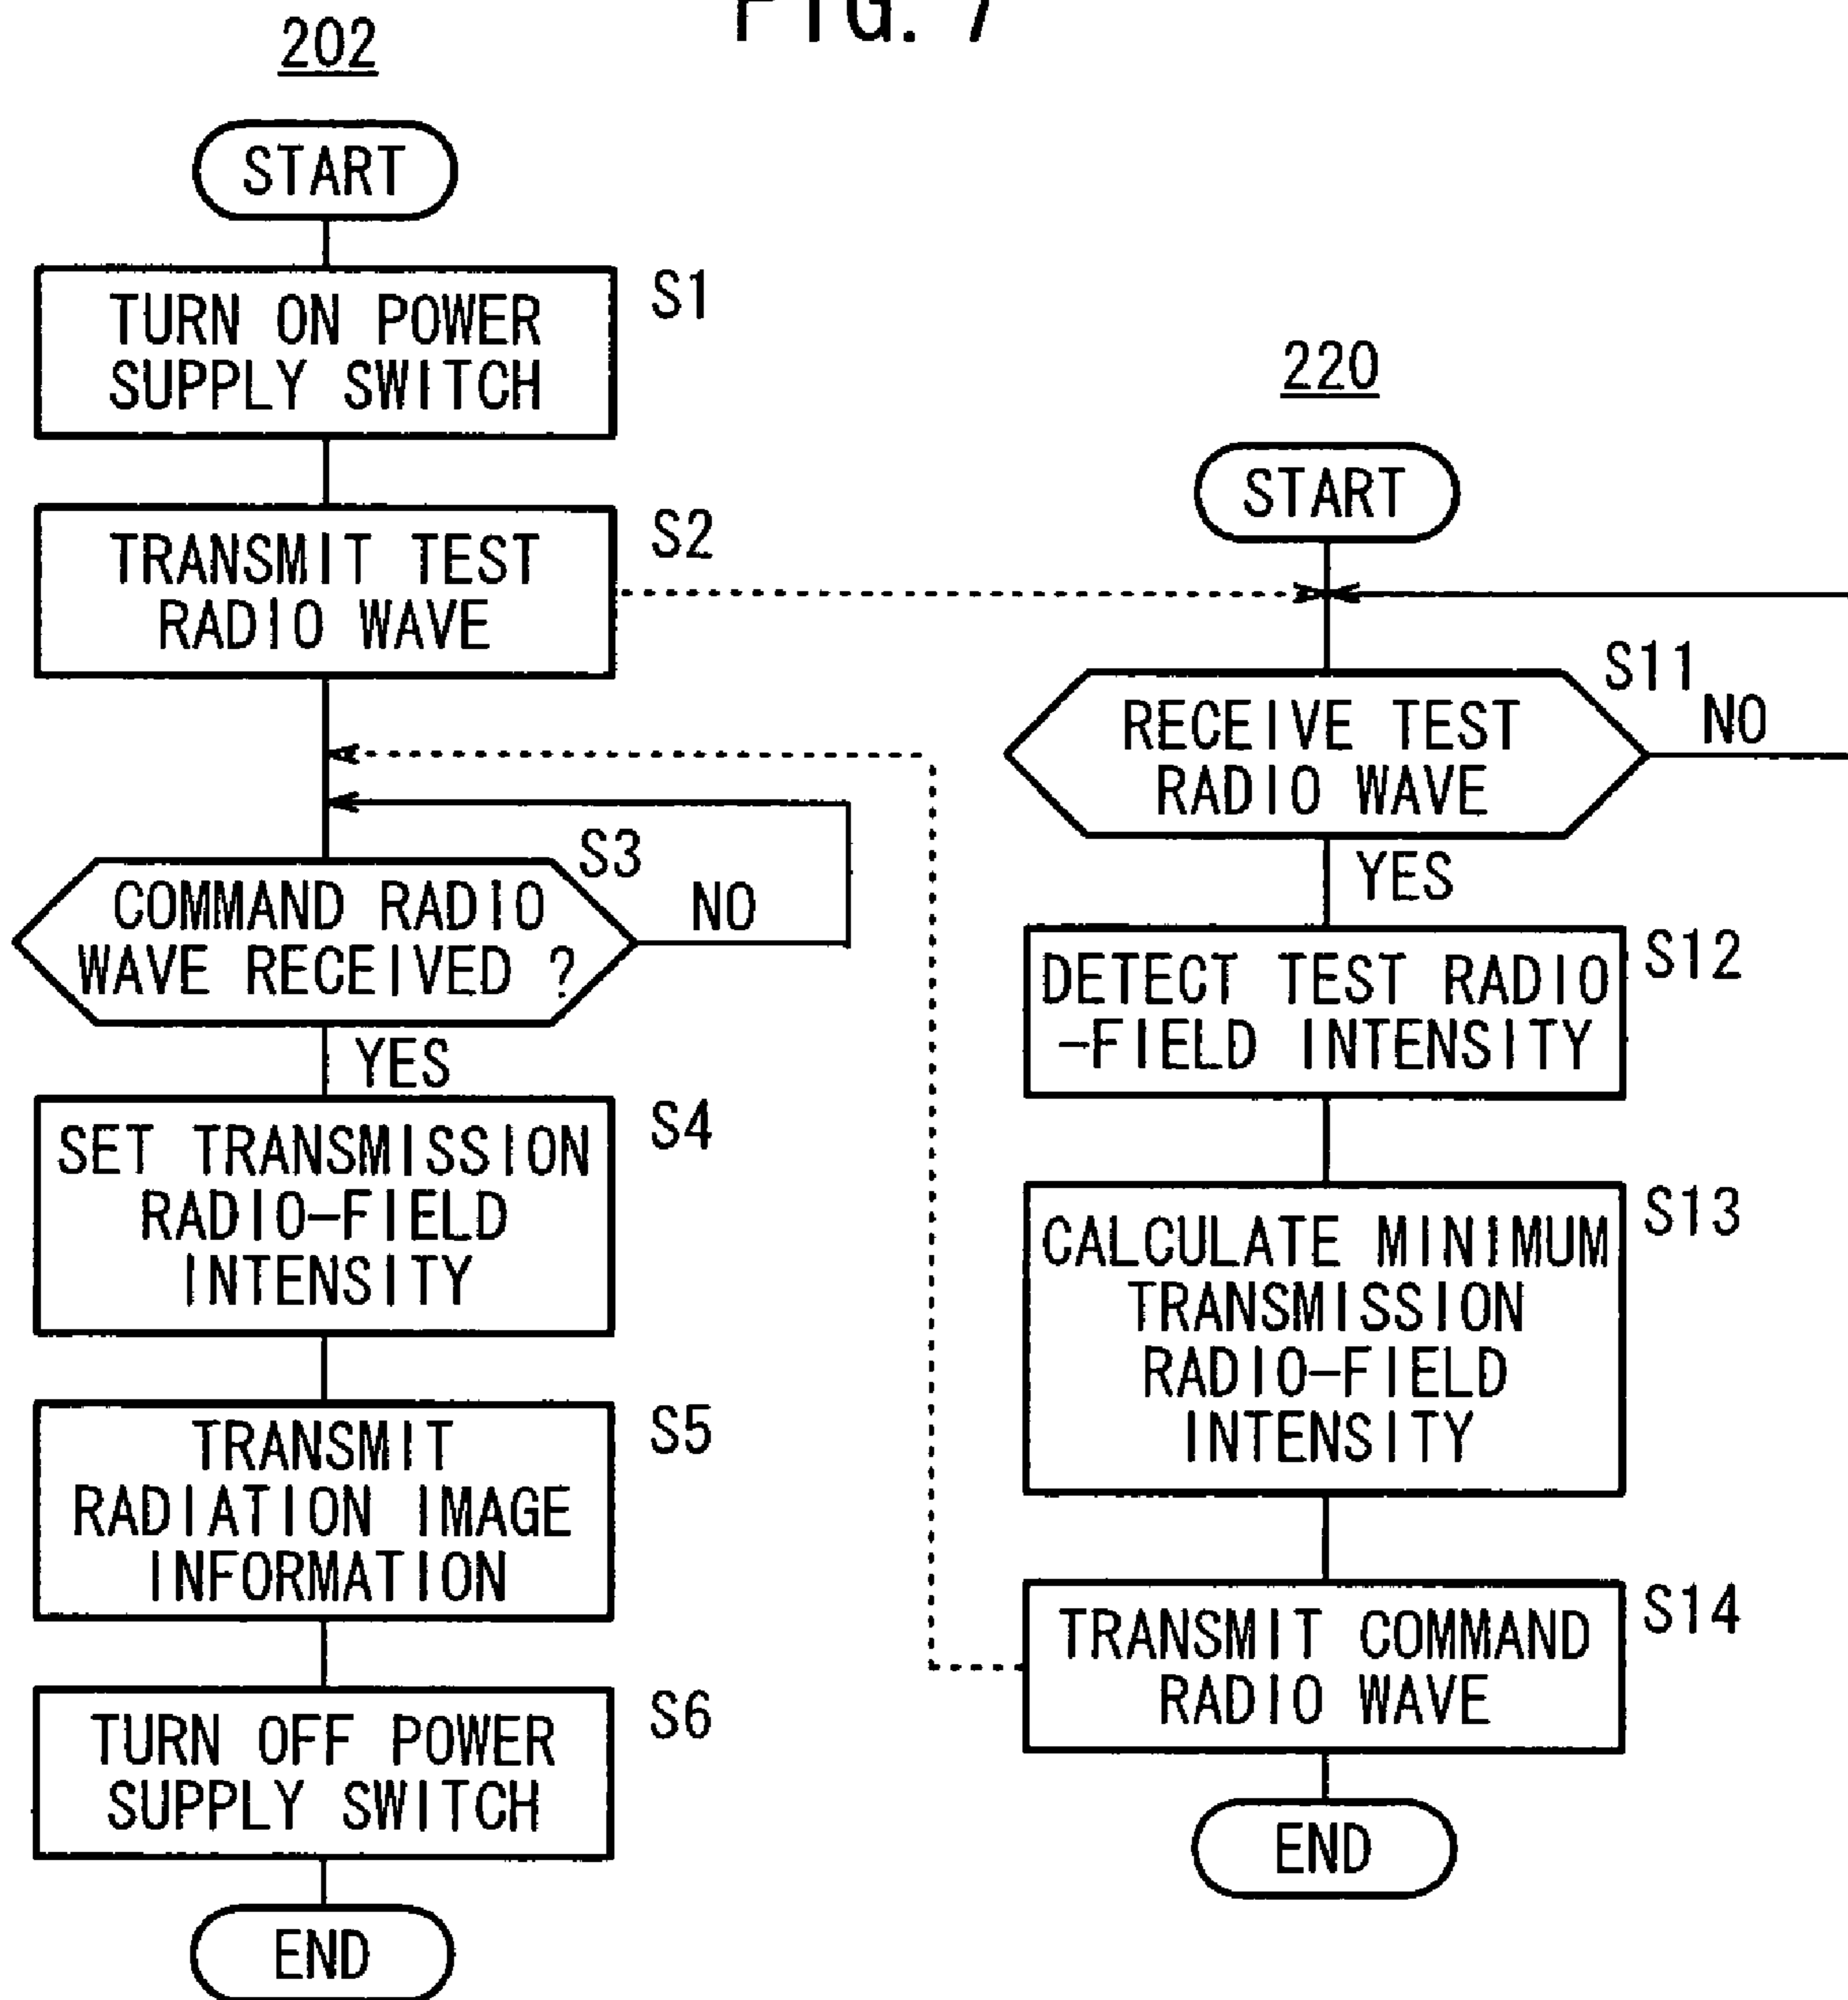 FIG. 7
202
START
TURN ON POWER
SUPPLY SWITCH
S1
TRANSMIT TEST
RADIO WAVE
S2
COMMAND RADIO
WAVE RECEIVED ?
S3
NO
YES
SET TRANSMISSION
RADIO-FIELD
INTENSITY
S4
TRANSMIT
RADIATION IMAGE
INFORMATION
S5
TURN OFF POWER
SUPPLY SWITCH
S6
END
220
START
RECEIVE TEST
RADIO WAVE
S11
NO
YES
DETECT TEST RADIO
-FIELD INTENSITY
S12
CALCULATE MINIMUM
TRANSMISSION
RADIO-FIELD
INTENSITY
S13
TRANSMIT COMMAND
RADIO WAVE
S14
END